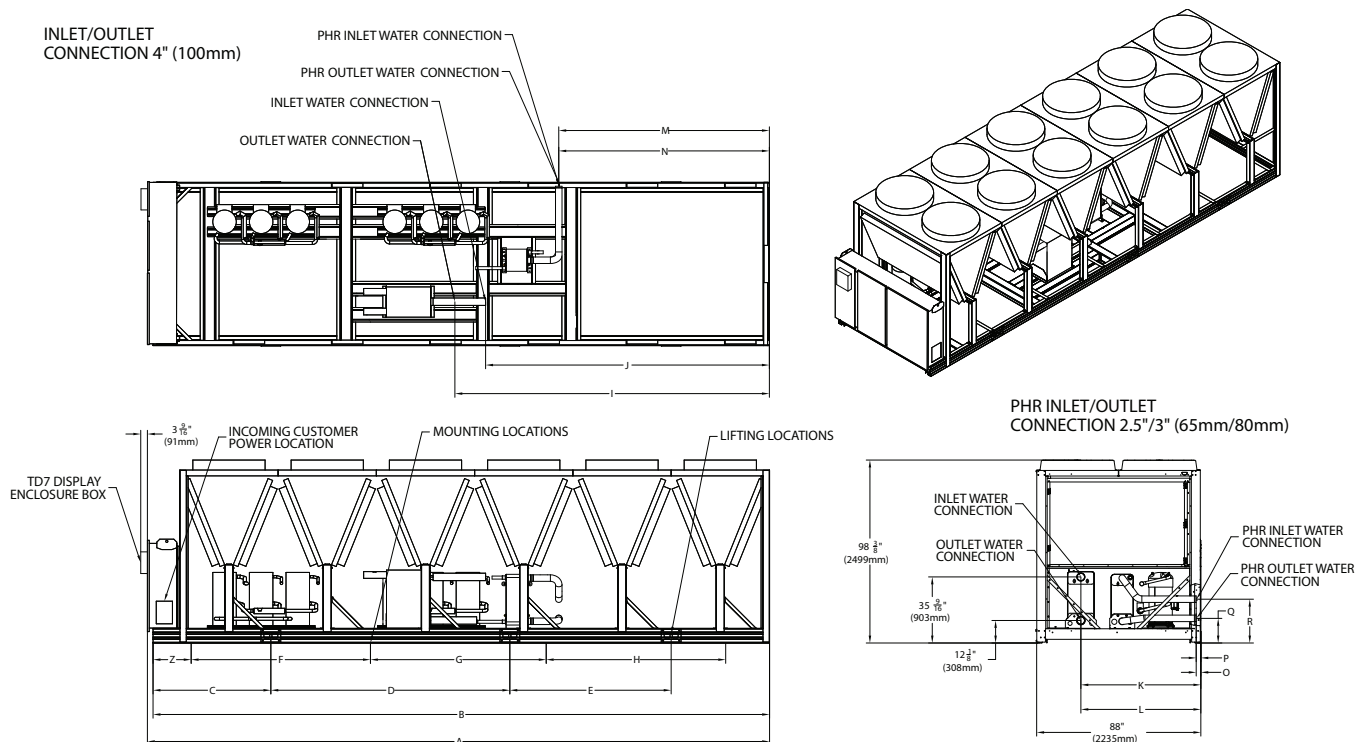 INLET/OUTLET
CONNECTION 4" (100mm)
PHR INLET WATER CONNECTION
PHR OUTLET WATER CONNECTION
INLET WATER CONNECTION
OUTLET WATER CONNECTION
M
N
J
I
3 9/16"
(91mm)
INCOMING CUSTOMER
POWER LOCATION
MOUNTING LOCATIONS
LIFTING LOCATIONS
TD7 DISPLAY
ENCLOSURE BOX
Z
F
G
H
C
D
E
B
A
PHR INLET/OUTLET
CONNECTION 2.5"/3" (65mm/80mm)
INLET WATER
CONNECTION
OUTLET WATER
CONNECTION
98 3/8"
(2499mm)
35 9/16"
(903mm)
12 1/8"
(308mm)
PHR INLET WATER
CONNECTION
PHR OUTLET WATER
CONNECTION
Q
R
P
O
K
L
88"
(2235mm)